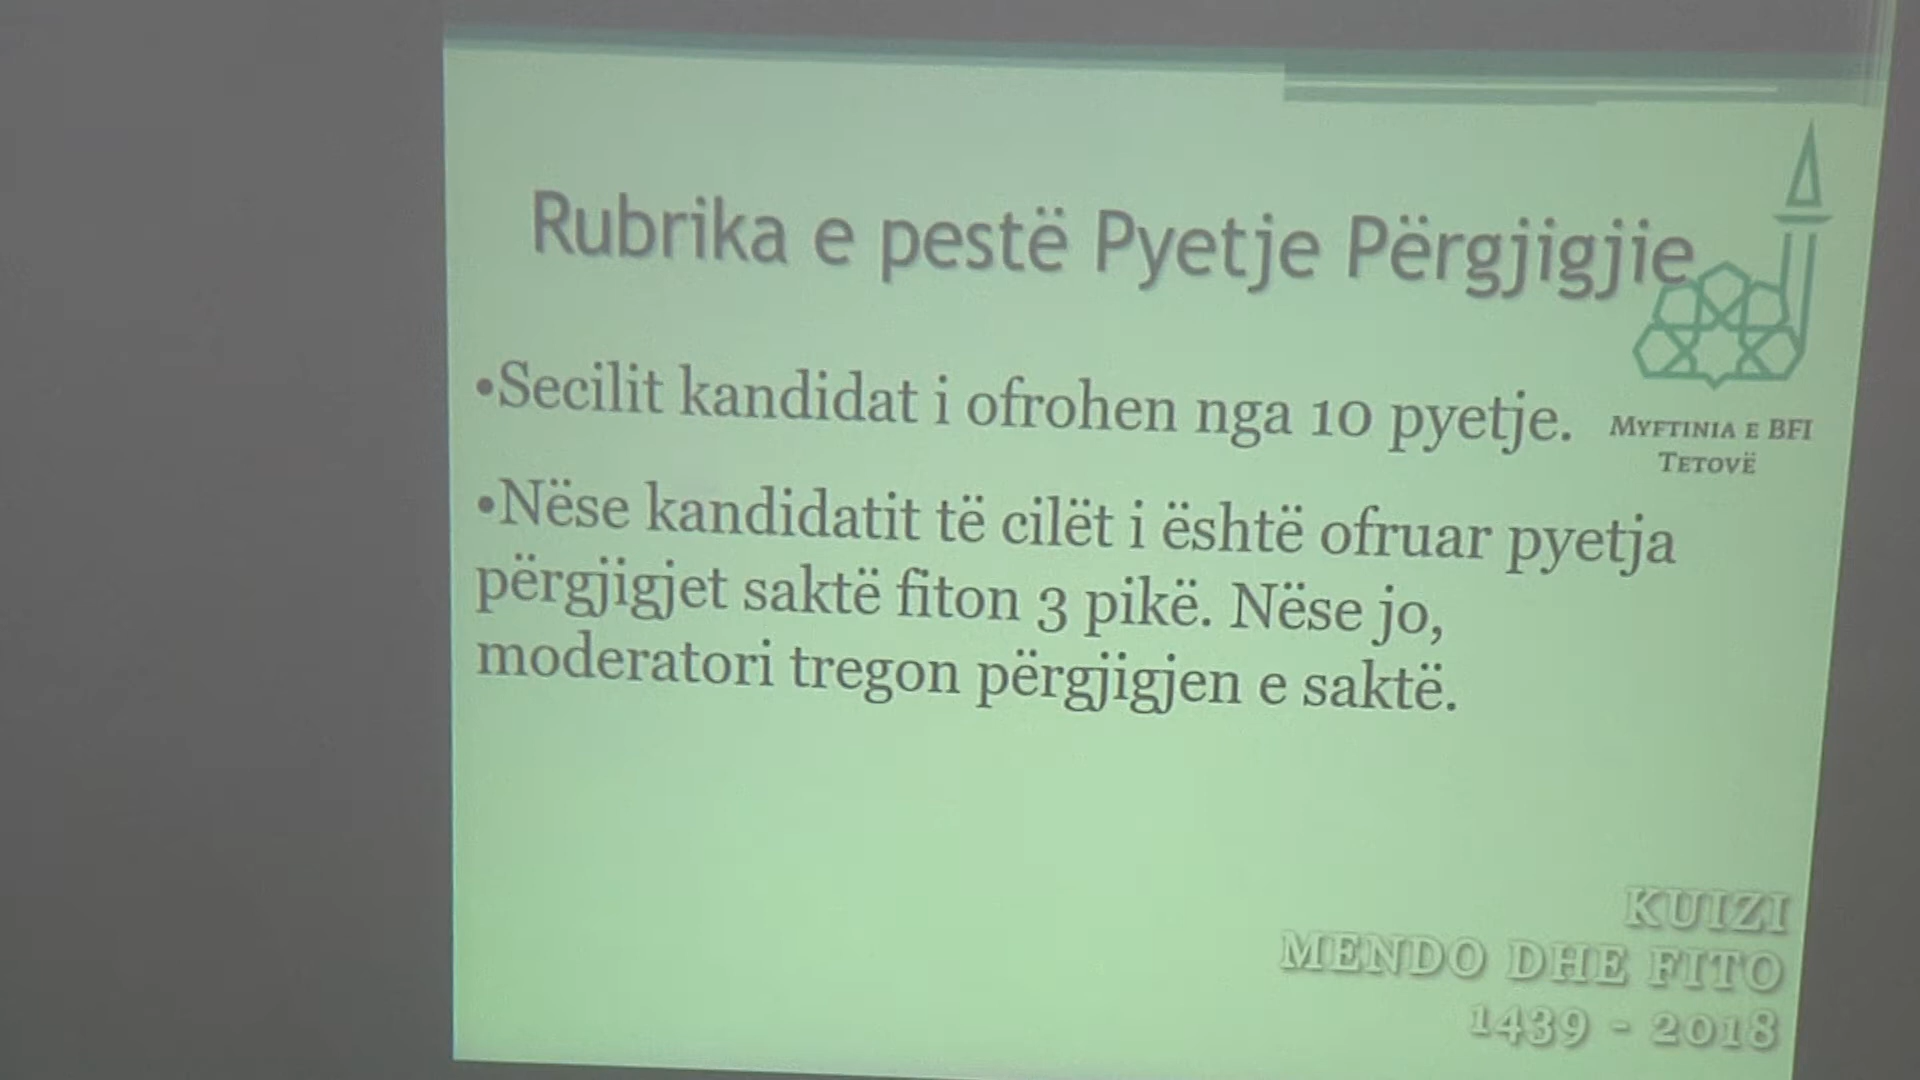 Rubrika e pestë Pyetje Përgjigjie
•Secilit kandidat i ofrohen nga 10 pyetje.
MYFTINIA E BFI
TETOVË
•Nëse kandidatit të cilët i është ofruar pyetja
përgjigjet saktë fiton 3 pikë. Nëse jo,
moderatori tregon përgjigjen e saktë.
KUIZI
MENDO DHE FITO
1439 - 2018